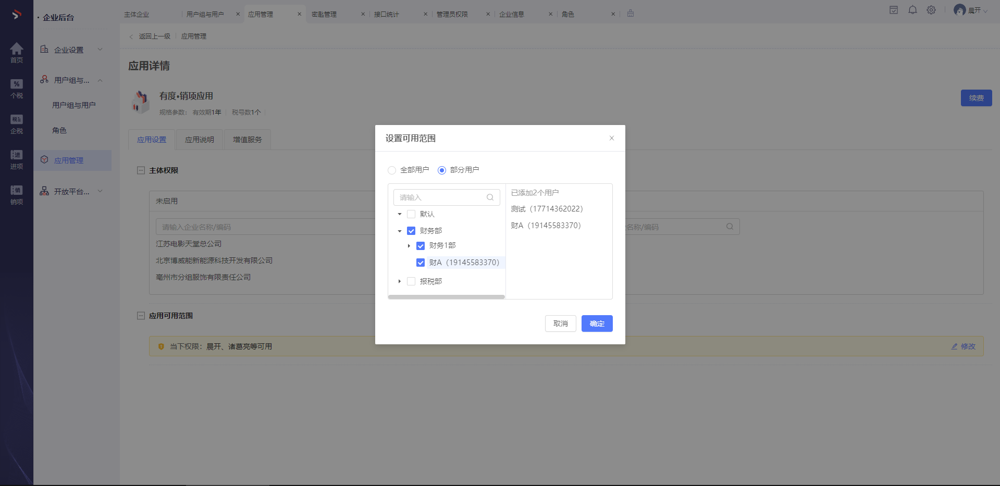 · 企业后台
主体企业
用户组与用户
应用管理
密匙管理
接口统计
管理员权限
企业信息
角色
晨开
返回上一级
应用管理
首页
个税
税
企税
进
进项
销
销项
企业设置
用户组与...
用户组与用户
角色
应用管理
开放平台...
应用详情
有度•销项应用
规格参数： 有效期1年 税号数1个
续费
应用设置
应用说明
增值服务
主体权限
未启用
请输入企业名称/编码
名称/编码
江苏电影天堂总公司
北京博威能新能源科技开发有限公司
亳州市分组服饰有限责任公司
应用可用范围
当下权限：晨开、诸葛亮等可用
修改
设置可用范围
全部用户
部分用户
请输入
默认
财务部
财务1部
财A（19145583370）
报税部
已添加2个用户
测试（17714362022）
财A（19145583370）
取消
确定